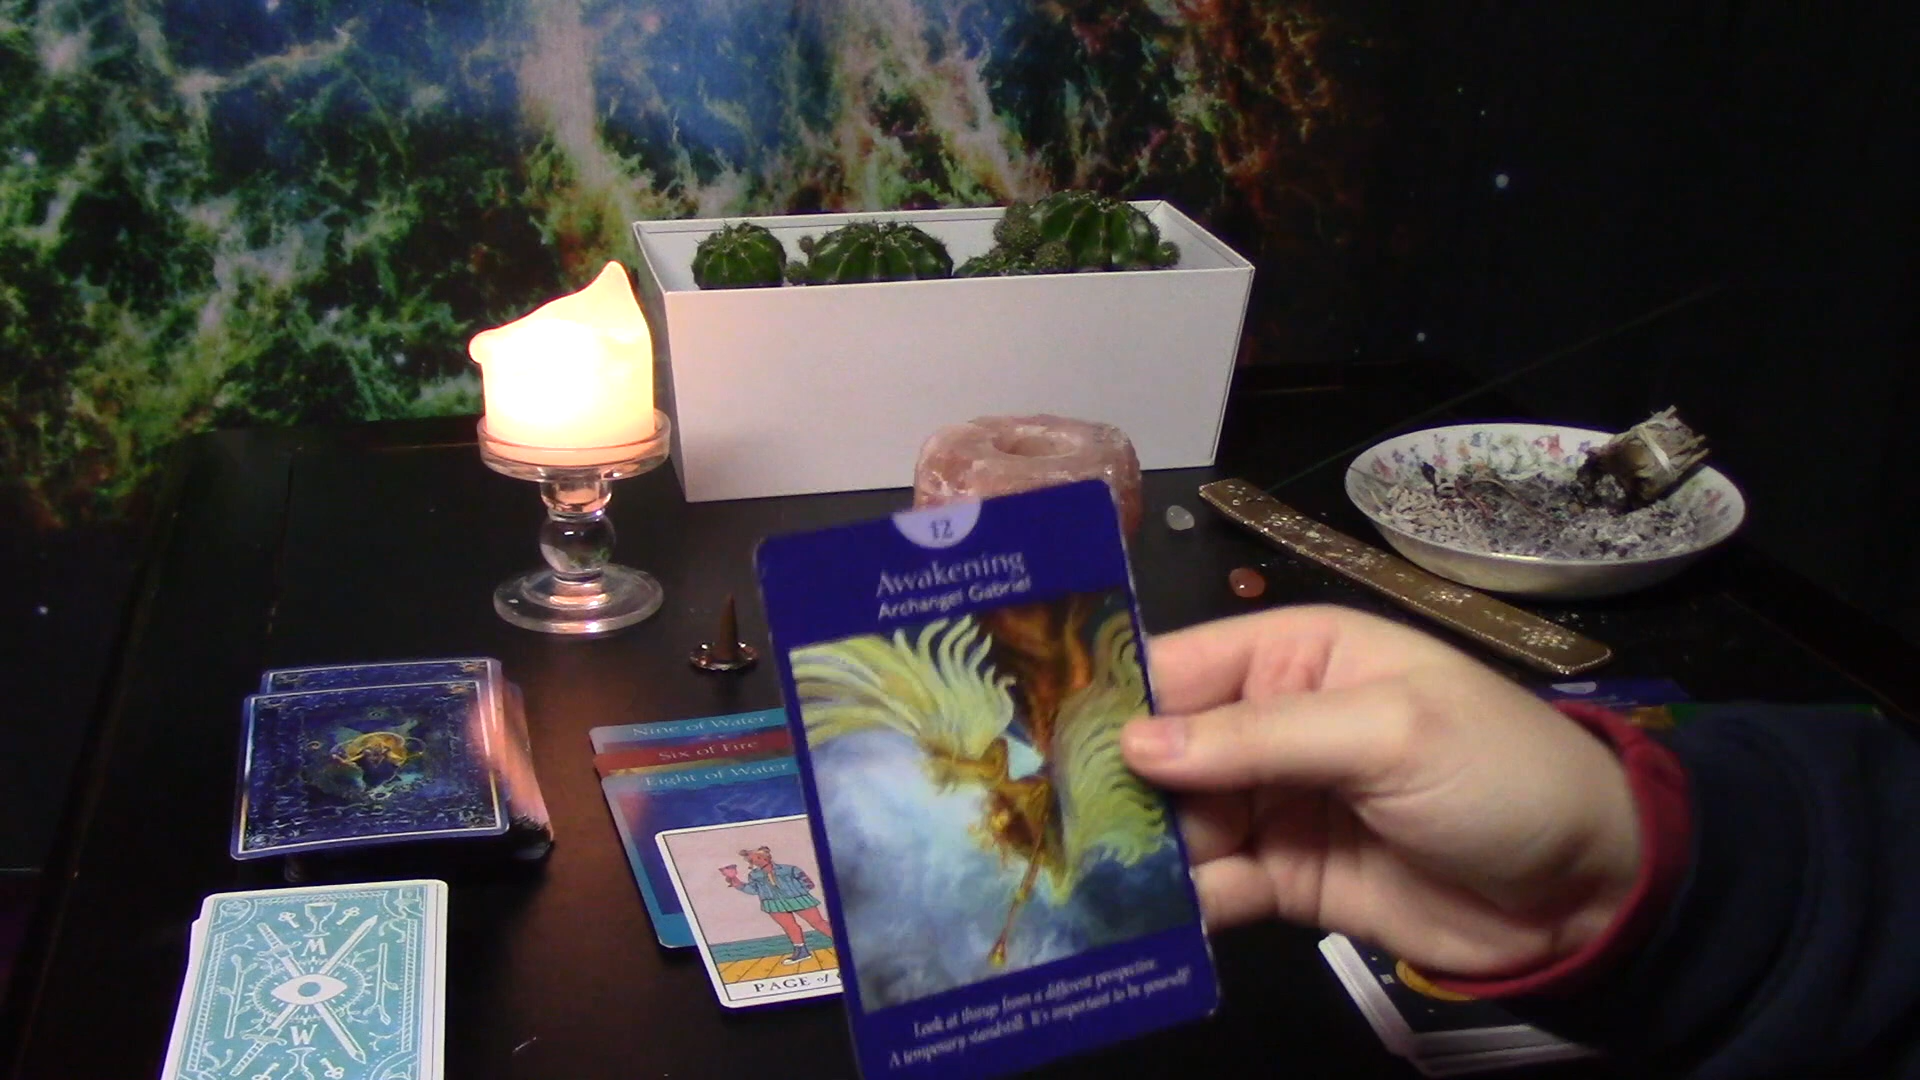 12
Awakening
Archangel Gabriel
Look at things from a different perspective.
A temporary standstill. It's important to be yourself!
Nine of Water
Six of Fire
Eight of Water
PAGE of
M
W